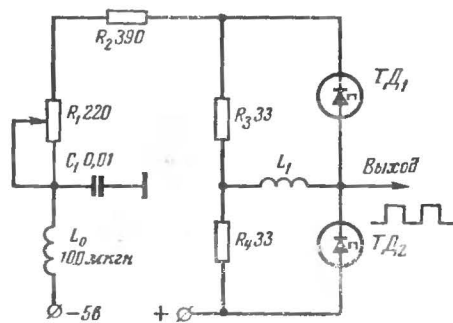 R₂ 390
ТД₁
R₁ 220
R₃ 33
C₁ 0,01
L₁
Выход
L₀
100 мкгн
R₄ 33
ТД₂
–5в
+